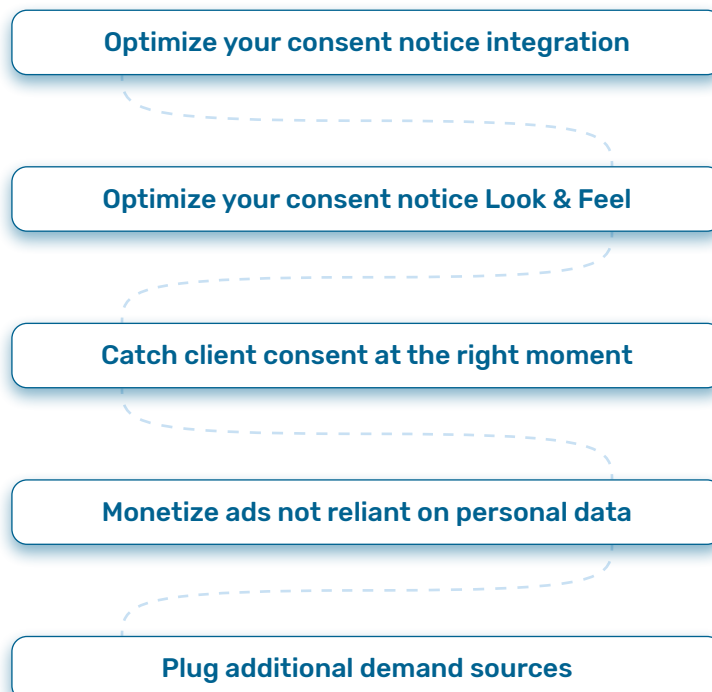 Optimize your consent notice integration
Optimize your consent notice Look & Feel
Catch client consent at the right moment
Monetize ads not reliant on personal data
Plug additional demand sources